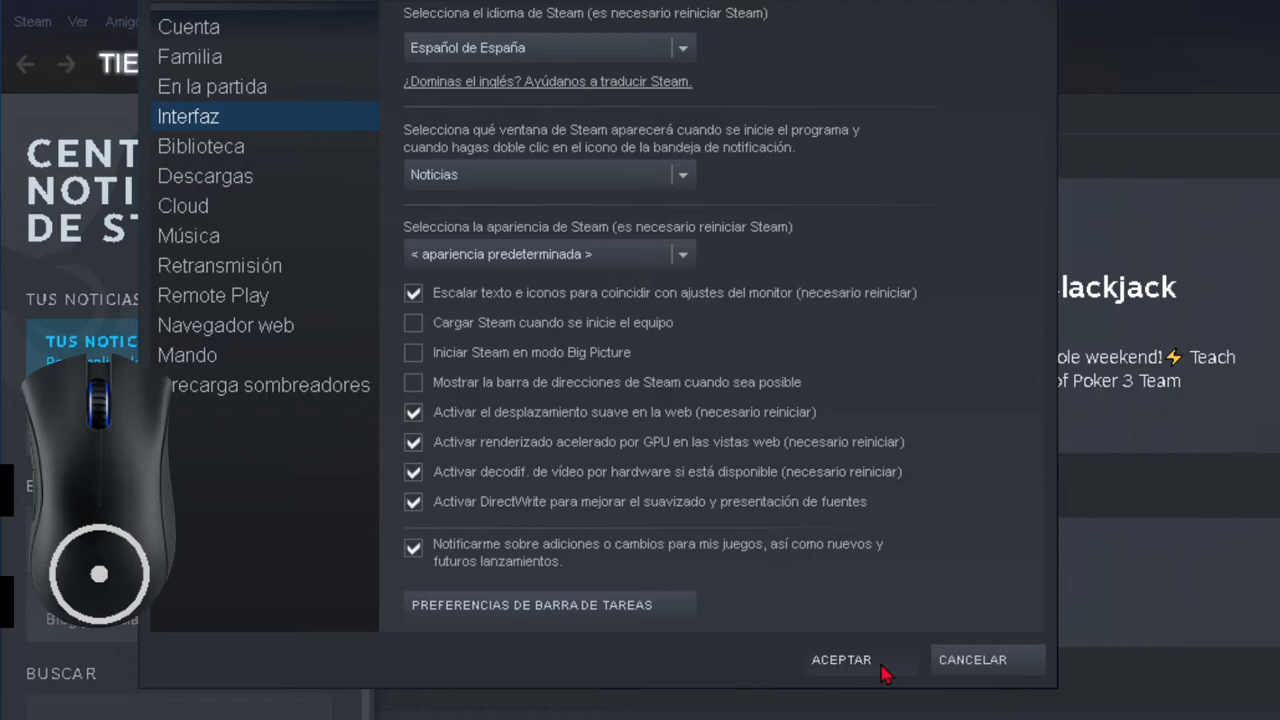 Steam Ver Amig
TIE
CENT
NOTI
DE ST
TUS NOTICIAS
TUS NOTIC
BUSCAR
Cuenta
Familia
En la partida
Interfaz
Biblioteca
Descargas
Cloud
Música
Retransmisión
Remote Play
Navegador web
Mando
recarga sombreadores
Selecciona el idioma de Steam (es necesario reiniciar Steam)
Español de España
¿Dominas el inglés? Ayúdanos a traducir Steam.
Selecciona qué ventana de Steam aparecerá cuando se inicie el programa y
cuando hagas doble clic en el icono de la bandeja de notificación.
Noticias
Selecciona la apariencia de Steam (es necesario reiniciar Steam)
< apariencia predeterminada >
Escalar texto e iconos para coincidir con ajustes del monitor (necesario reiniciar)
Cargar Steam cuando se inicie el equipo
Iniciar Steam en modo Big Picture
Mostrar la barra de direcciones de Steam cuando sea posible
Activar el desplazamiento suave en la web (necesario reiniciar)
Activar renderizado acelerado por GPU en las vistas web (necesario reiniciar)
Activar decodif. de vídeo por hardware si está disponible (necesario reiniciar)
Activar DirectWrite para mejorar el suavizado y presentación de fuentes
Notificarme sobre adiciones o cambios para mis juegos, así como nuevos y
futuros lanzamientos.
PREFERENCIAS DE BARRA DE TAREAS
ACEPTAR
CANCELAR
lackjack
ole weekend!⚡ Teach
of Poker 3 Team